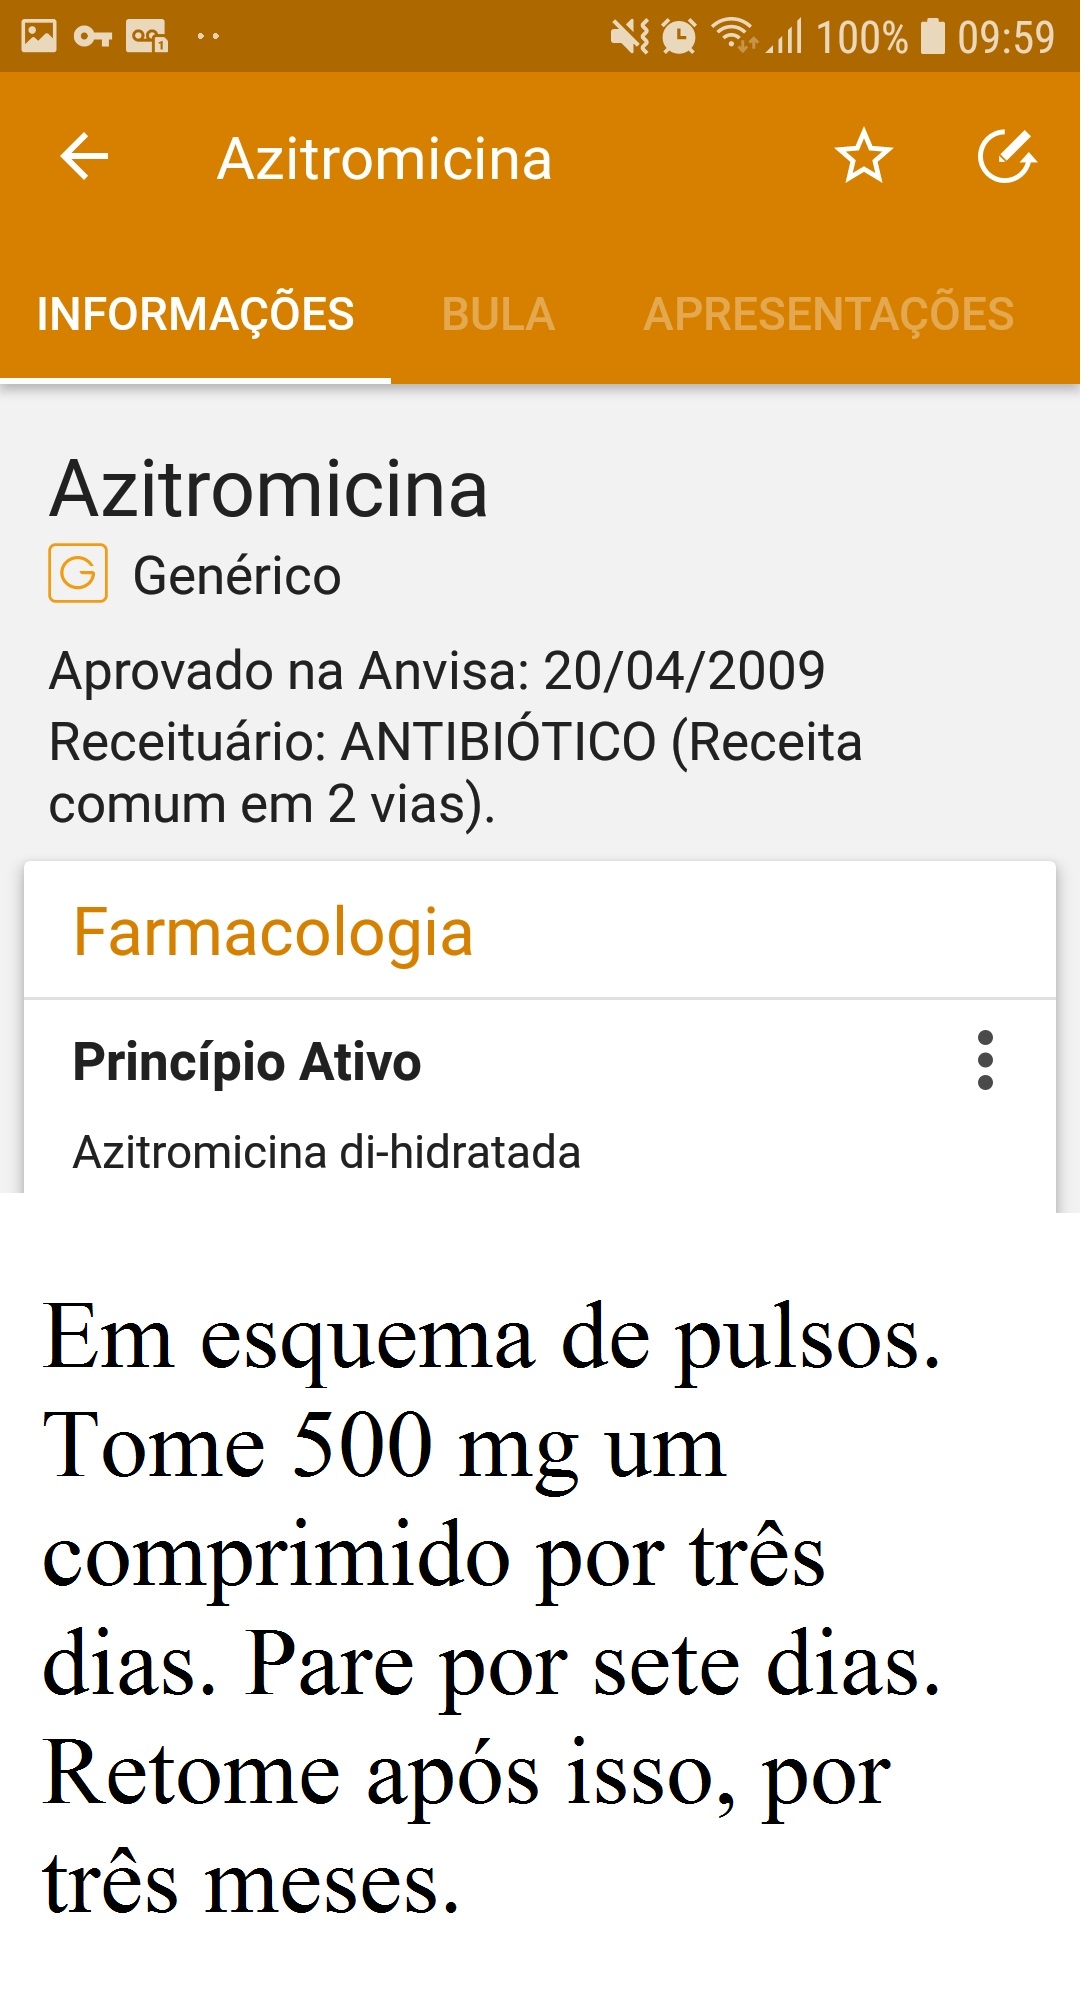 100% 09:59
Azitromicina
INFORMAÇÕES BULA APRESENTAÇÕES
Azitromicina
G Genérico
Aprovado na Anvisa: 20/04/2009
Receituário: ANTIBIÓTICO (Receita
comum em 2 vias).
Farmacologia
Princípio Ativo
Azitromicina di-hidratada
Em esquema de pulsos.
Tome 500 mg um
comprimido por três
dias. Pare por sete dias.
Retome após isso, por
três meses.